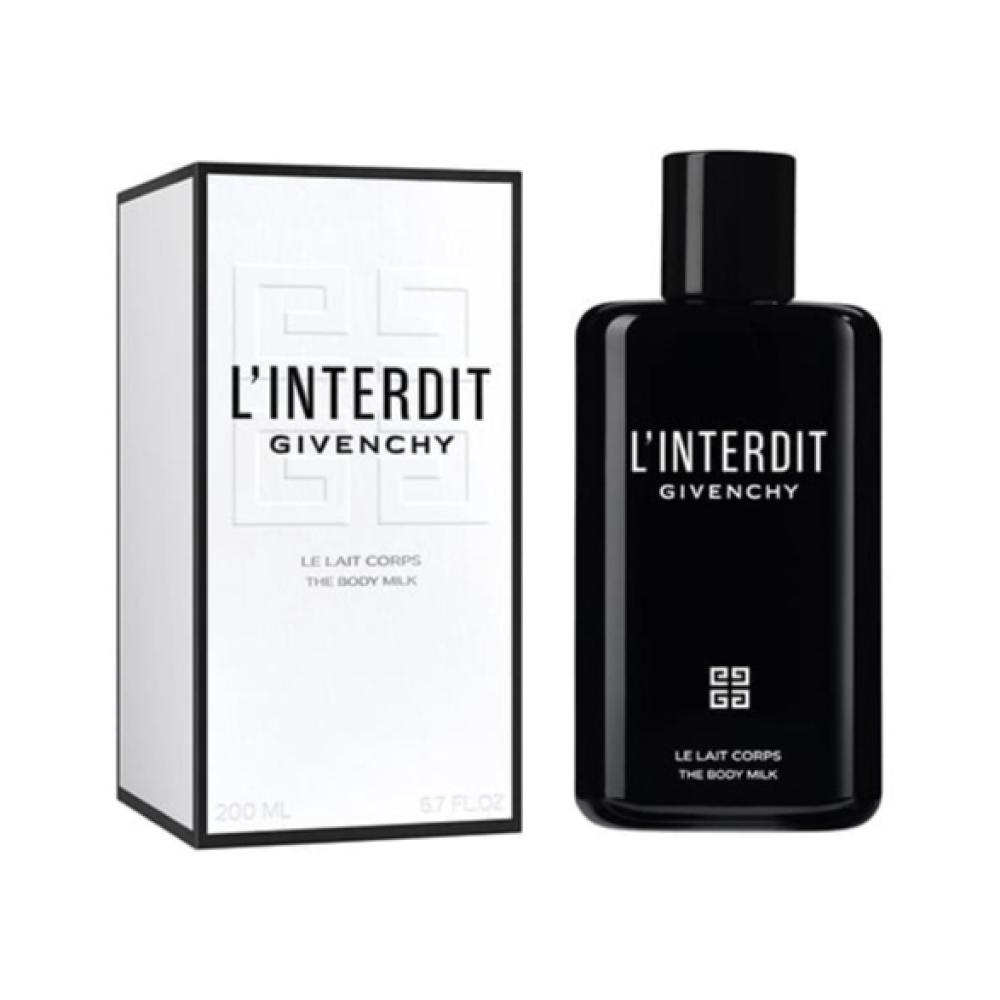 L'INTERDIT
GIVENCHY
LE LAIT CORPS
THE BODY MILK
200 ML 6.7 FL.OZ
L'INTERDIT
GIVENCHY
LE LAIT CORPS
THE BODY MILK